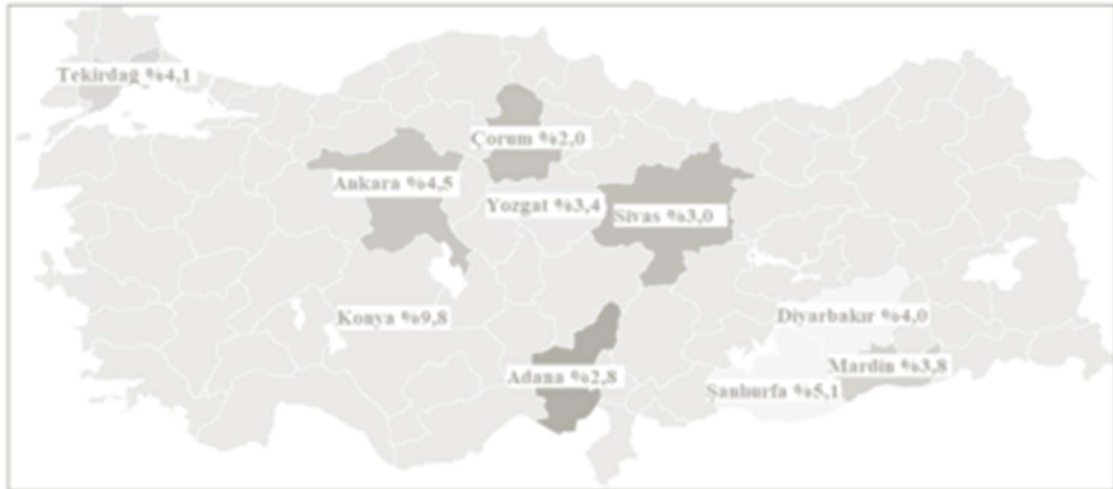 Tekirdağ %4,1
Çorum %2,0
Ankara %4,5
Yozgat %3,4
Sivas %3,0
Konya %9,8
Diyarbakır %4,0
Mardin %3,8
Adana %2,8
Şanlıurfa %5,1